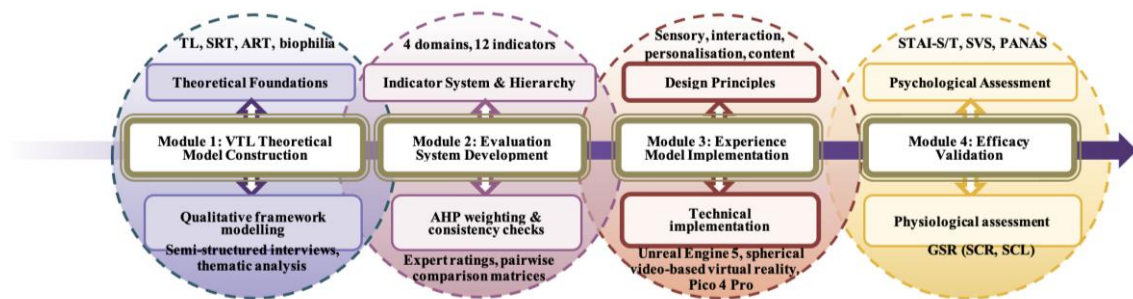 TL, SRT, ART, biophilia
Theoretical Foundations
Module 1: VTL Theoretical
Model Construction
Qualitative framework
modelling
Semi-structured interviews,
thematic analysis
4 domains, 12 indicators
Indicator System & Hierarchy
Module 2: Evaluation
System Development
AHP weighting &
consistency checks
Expert ratings, pairwise
comparison matrices
Sensory, interaction,
personalisation, content
Design Principles
Module 3: Experience
Model Implementation
Technical
implementation
Unreal Engine 5, spherical
video-based virtual reality,
Pico 4 Pro
STAI-S/T, SVS, PANAS
Psychological Assessment
Module 4: Efficacy
Validation
Physiological assessment
GSR (SCR, SCL)